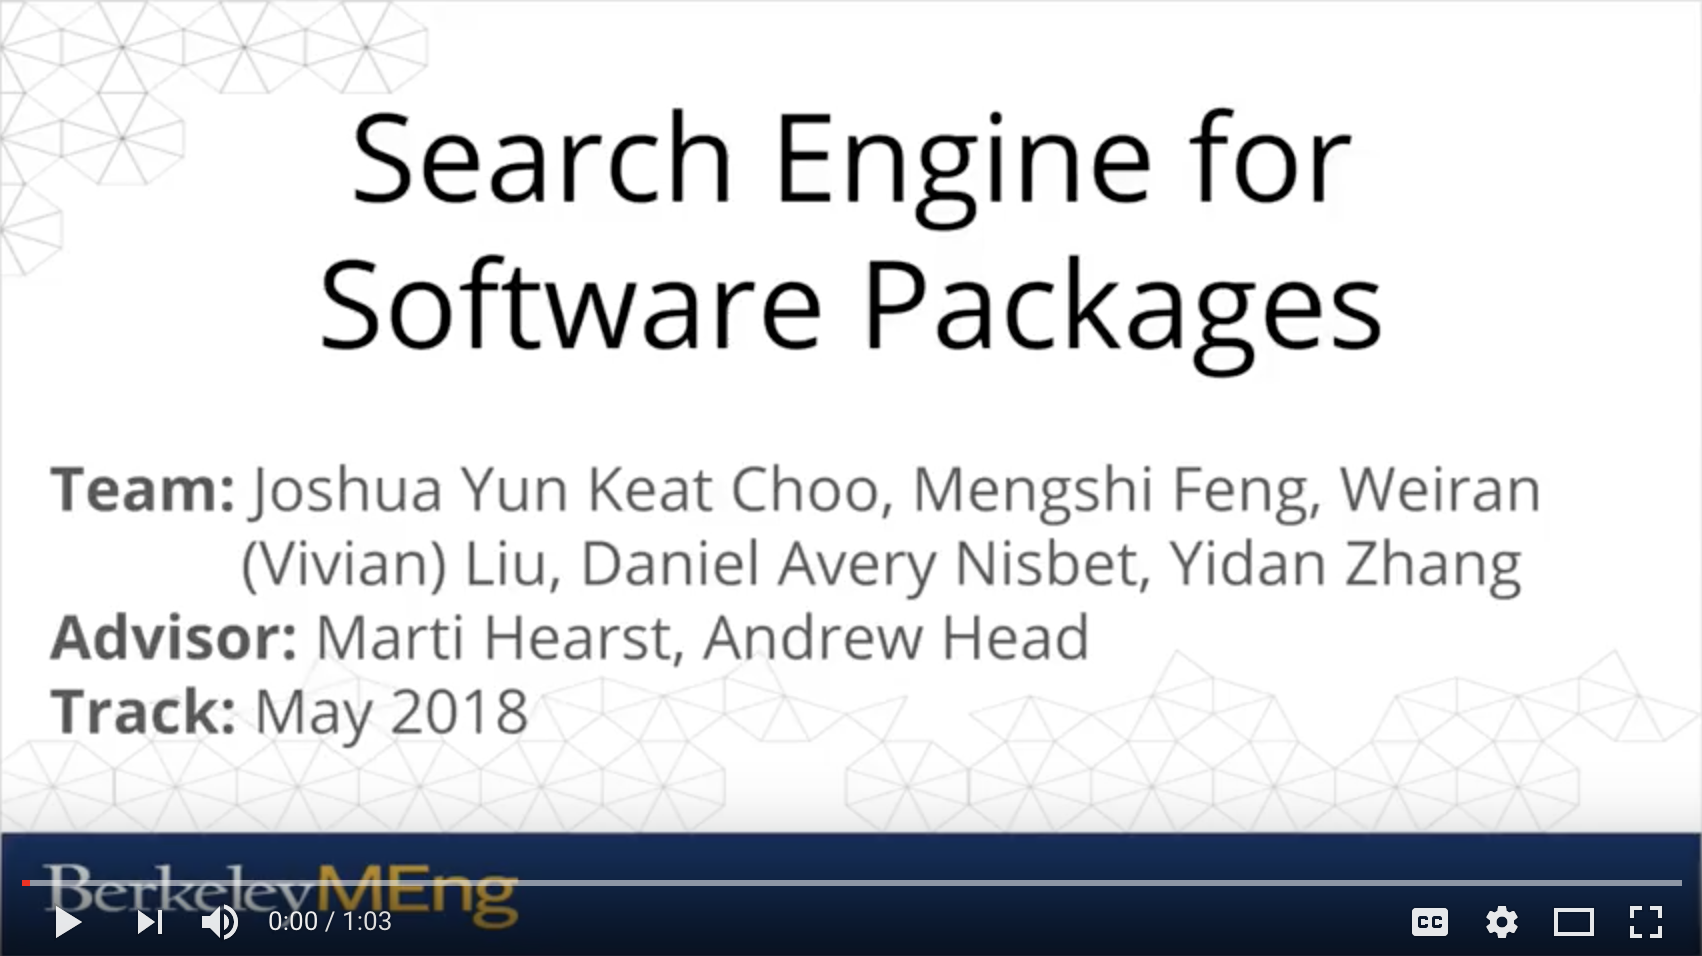 Search Engine for
Software Packages
Team: Joshua Yun Keat Choo, Mengshi Feng, Weiran
(Vivian) Liu, Daniel Avery Nisbet, Yidan Zhang
Advisor: Marti Hearst, Andrew Head
Track: May 2018
BerkeleyMEng
0:00 / 1:03
CC